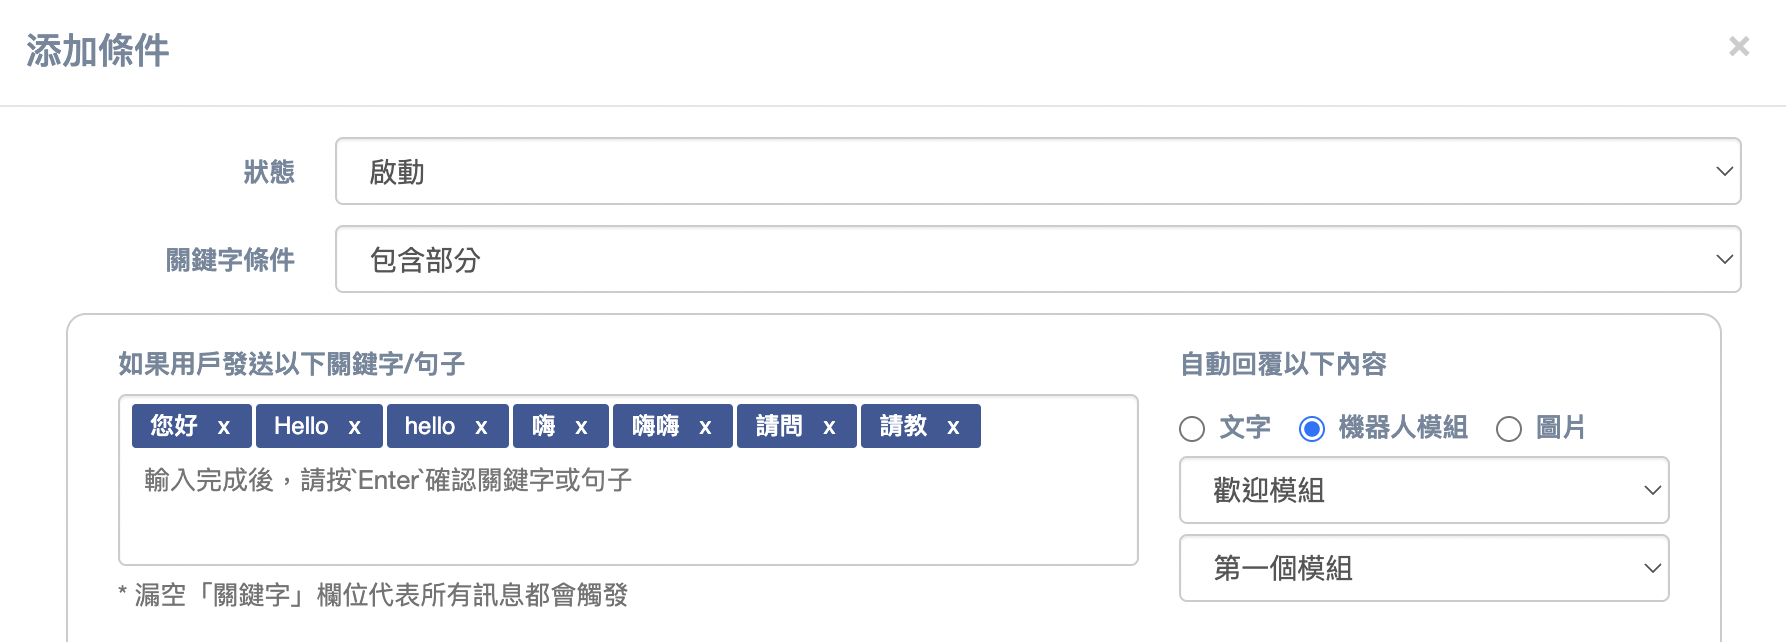 添加條件 ×
狀態 啟動
關鍵字條件 包含部分
如果用戶發送以下關鍵字/句子
您好 x Hello x hello x 嗨 x 嗨嗨 x 請問 x 請教 x
輸入完成後，請按`Enter`確認關鍵字或句子
* 漏空「關鍵字」欄位代表所有訊息都會觸發
自動回覆以下內容
文字 機器人模組 圖片
歡迎模組
第一個模組